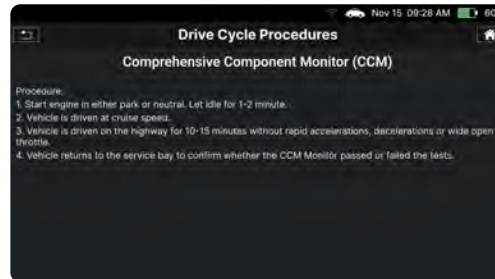 Nov 15 09:28 AM 60
Drive Cycle Procedures
Comprehensive Component Monitor (CCM)
Procedure:
1. Start engine in either park or neutral. Let idle for 1-2 minute.
2. Vehicle is driven at cruise speed.
3. Vehicle is driven on the highway for 10-15 minutes without rapid accelerations, decelerations or wide open
throttle.
4. Vehicle returns to the service bay to confirm whether the CCM Monitor passed or failed the tests.